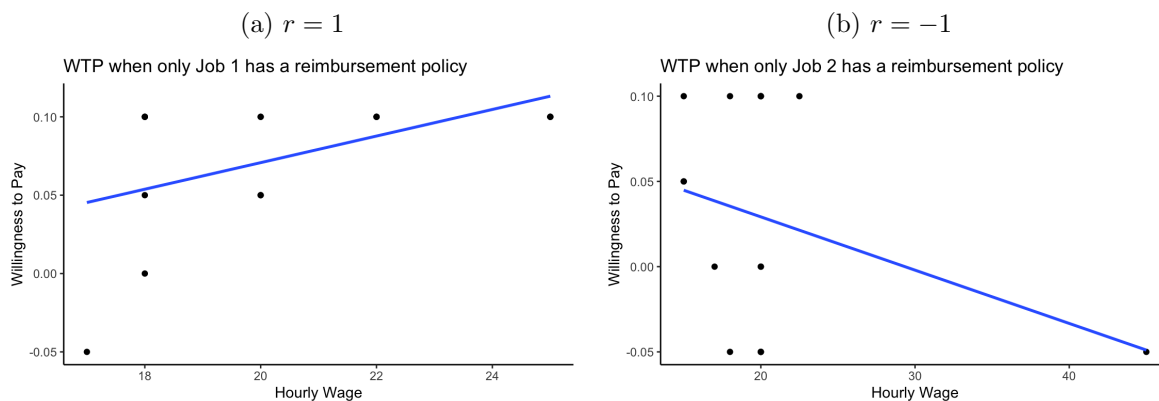 (a) r = 1
WTP when only Job 1 has a reimbursement policy
0.10
0.05
0.00
-0.05
Willingness to Pay
18 20 22 24
Hourly Wage
(b) r = −1
WTP when only Job 2 has a reimbursement policy
0.10
0.05
0.00
-0.05
Willingness to Pay
20 30 40
Hourly Wage